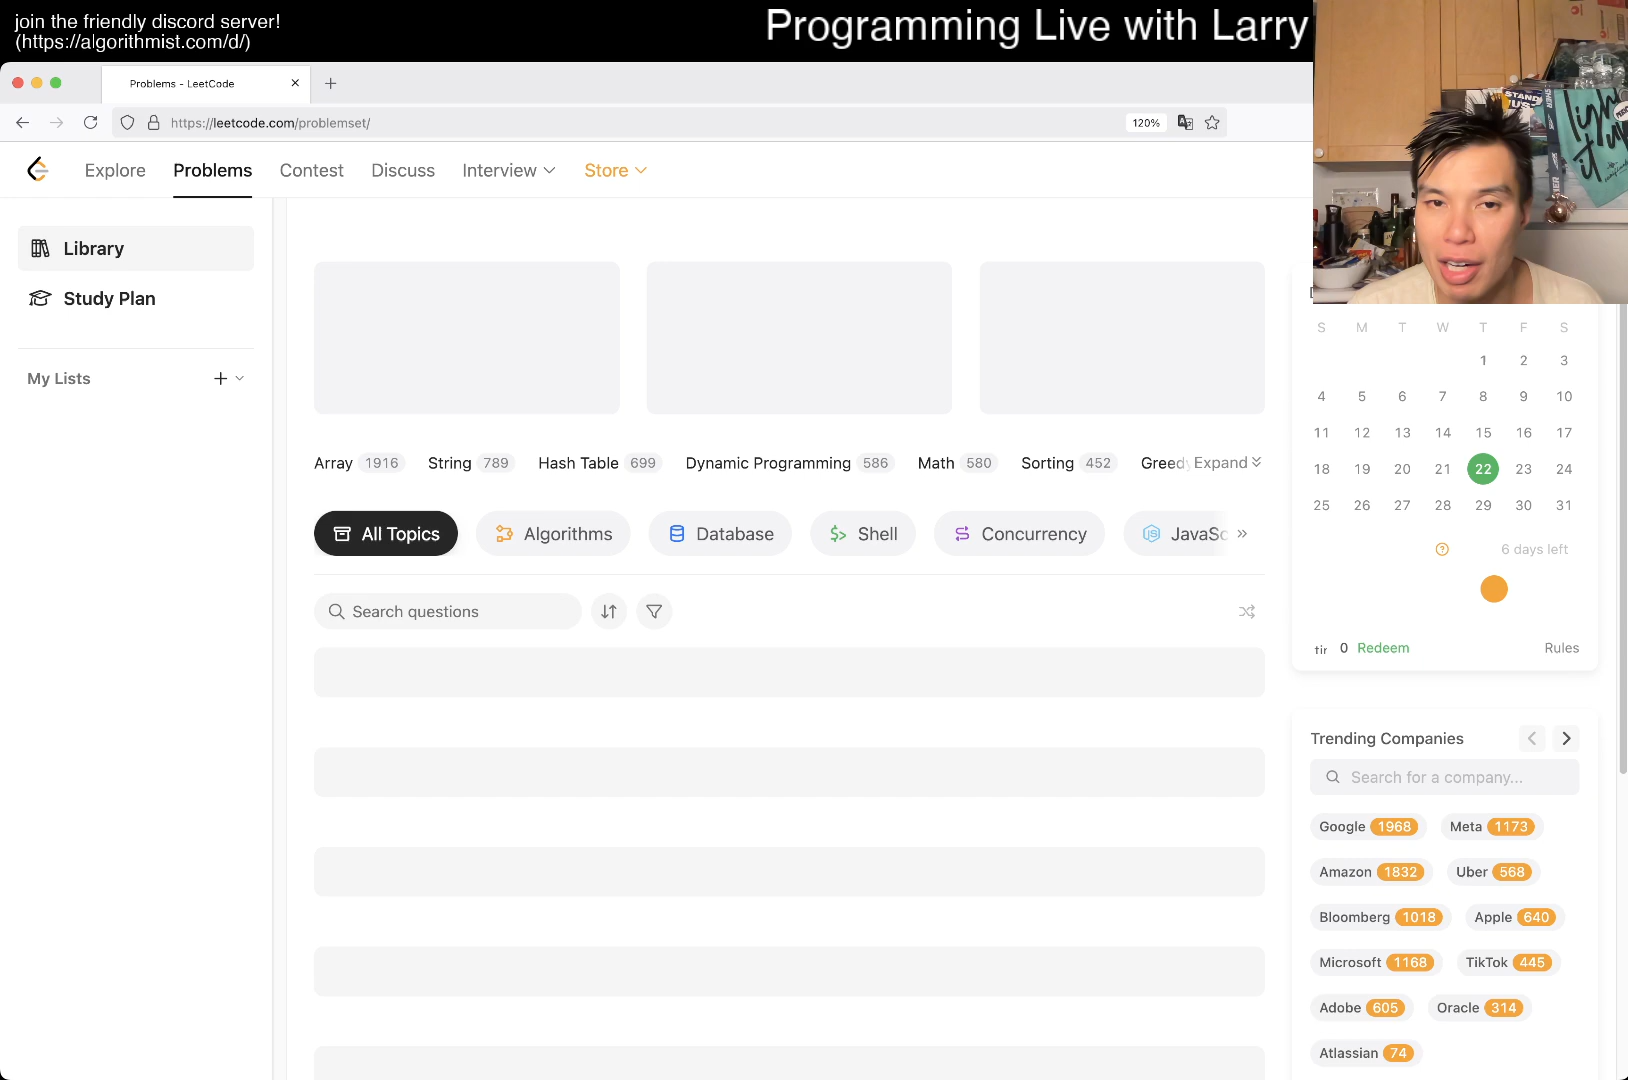 join the friendly discord server!
(https://algorithmist.com/d/)
Programming Live with Larry
Problems - LeetCode
https://leetcode.com/problemset/
120%
Explore Problems Contest Discuss Interview Store
Library
Study Plan
My Lists
Array 1916 String 789 Hash Table 699 Dynamic Programming 586 Math 580 Sorting 452 Greedy Expand
All Topics Algorithms Database Shell Concurrency JavaSc
Search questions
S M T W T F S
1 2 3
4 5 6 7 8 9 10
11 12 13 14 15 16 17
18 19 20 21 22 23 24
25 26 27 28 29 30 31
6 days left
0 Redeem Rules
Trending Companies
Search for a company...
Google 1968 Meta 1173
Amazon 1832 Uber 568
Bloomberg 1018 Apple 640
Microsoft 1168 TikTok 445
Adobe 605 Oracle 314
Atlassian 74
STAND
US
light
it